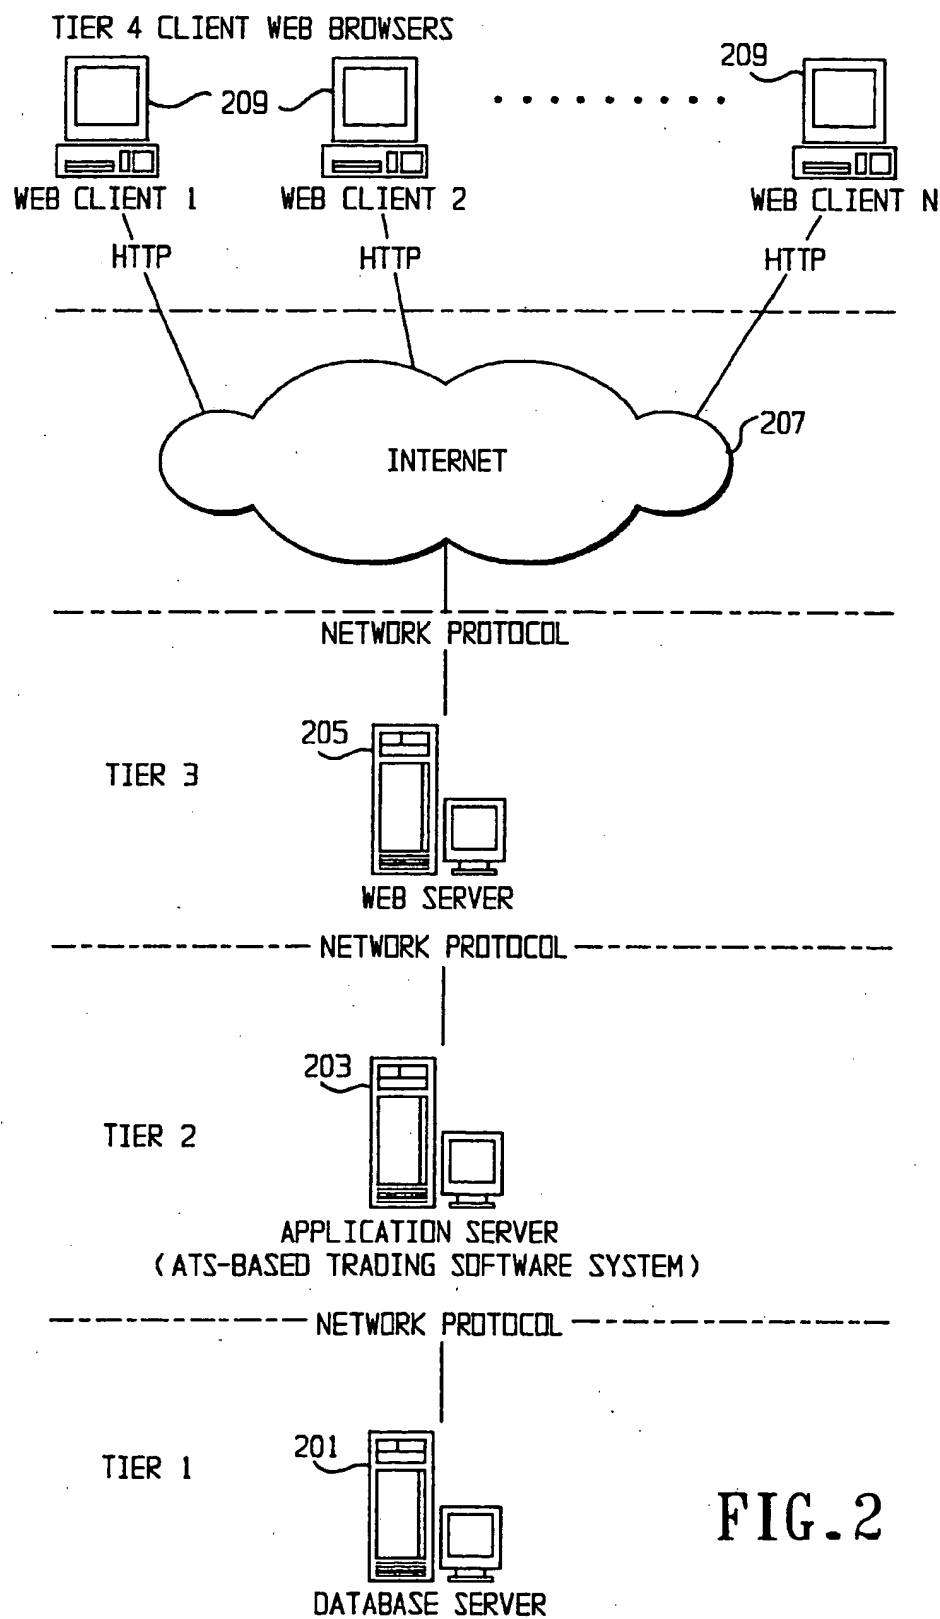 TIER 4 CLIENT WEB BROWSERS
209
209
WEB CLIENT 1
WEB CLIENT 2
WEB CLIENT N
HTTP
HTTP
HTTP
207
INTERNET
NETWORK PROTOCOL
205
TIER 3
WEB SERVER
NETWORK PROTOCOL
203
TIER 2
APPLICATION SERVER
(ATS-BASED TRADING SOFTWARE SYSTEM)
NETWORK PROTOCOL
201
TIER 1
FIG.2
DATABASE SERVER